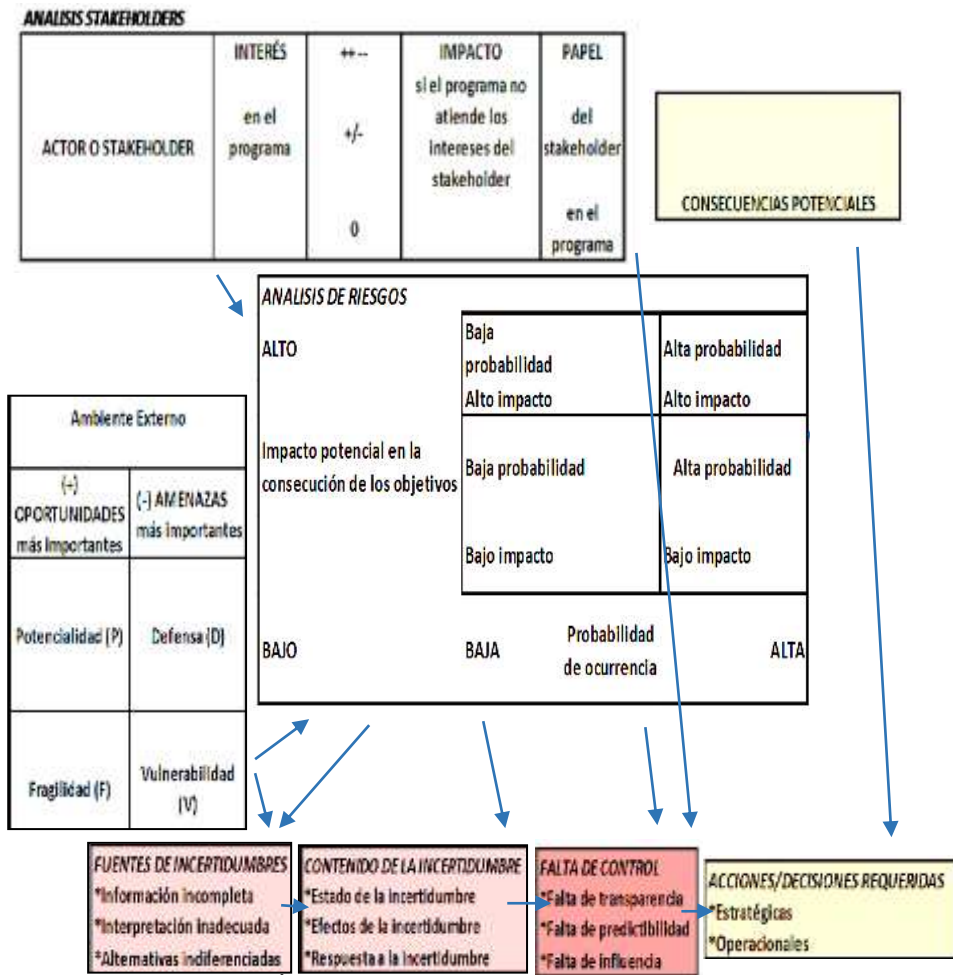 ANALISIS STAKEHOLDERS
ACTOR O STAKEHOLDER
INTERÉS
en el
programa
++ --
+/-
0
IMPACTO
si el programa no
atiende los
intereses del
stakeholder
PAPEL
del
stakeholder
en el
programa
CONSECUENCIAS POTENCIALES
ANALISIS DE RIESGOS
ALTO
Impacto potencial en la
consecución de los objetivos
BAJO
Baja
probabilidad
Alto impacto
Alta probabilidad
Alto impacto
Baja probabilidad
Bajo impacto
Alta probabilidad
Bajo impacto
BAJA
Probabilidad
de ocurrencia
ALTA
Ambiente Externo
(+)
OPORTUNIDADES
más importantes
(-) AMENAZAS
más importantes
Potencialidad (P)
Defensa (D)
Fragilidad (F)
Vulnerabilidad
(V)
FUENTES DE INCERTIDUMBRES
*Información incompleta
*Interpretación inadecuada
*Alternativas indiferenciadas
CONTENIDO DE LA INCERTIDUMBRE
*Estado de la incertidumbre
*Efectos de la incertidumbre
*Respuesta a la incertidumbre
FALTA DE CONTROL
*Falta de transparencia
*Falta de predictibilidad
*Falta de influencia
ACCIONES/DECISIONES REQUERIDAS
*Estratégicas
*Operacionales